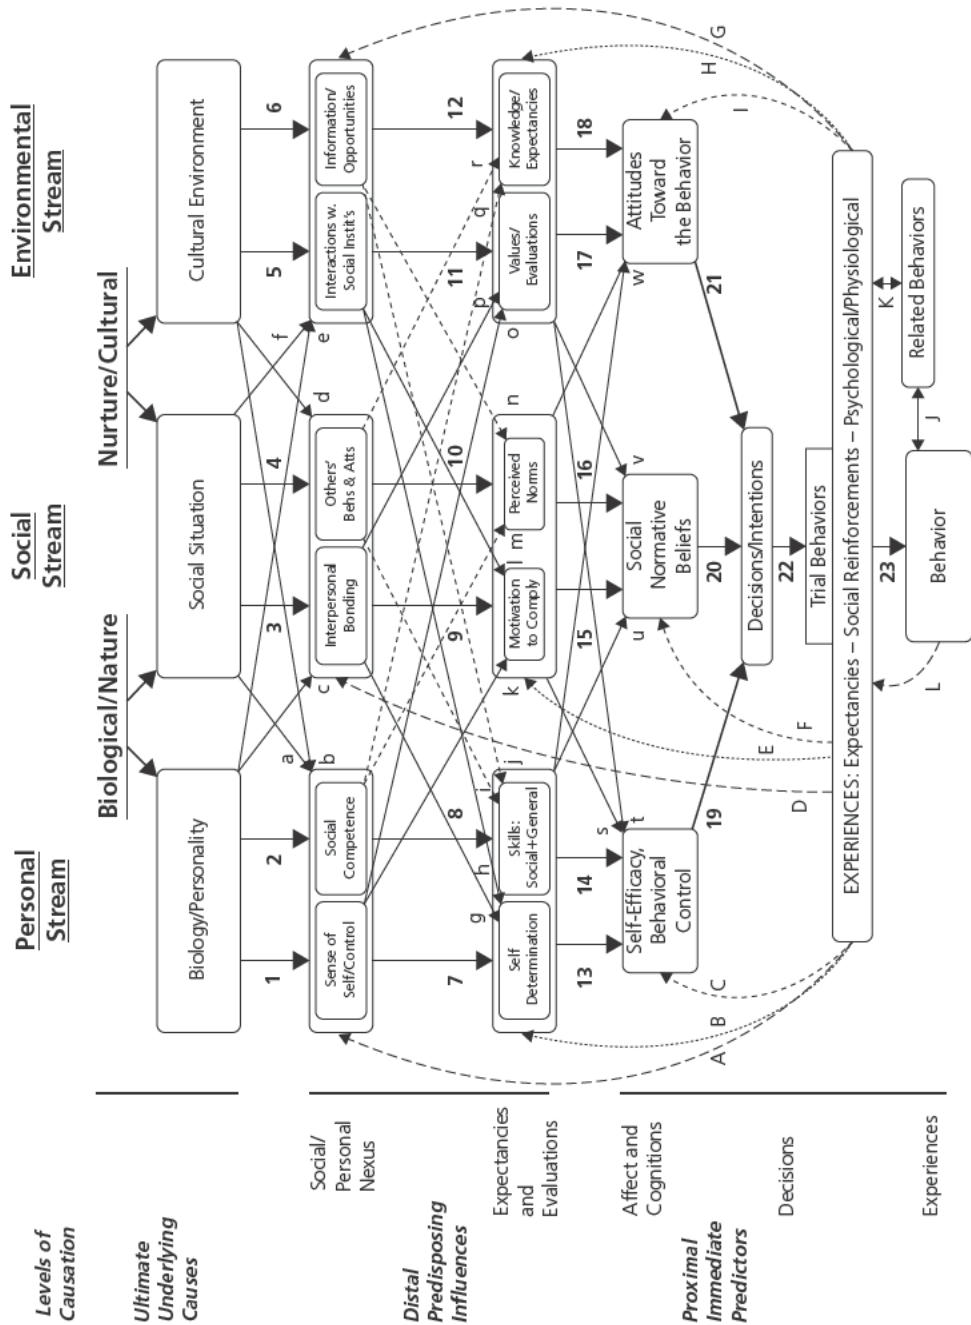 Personal
Stream
Social
Stream
Environmental
Stream
Biological/Nature
Nurture/Cultural
Levels of
Causation
Ultimate
Underlying
Causes
Biology/Personality
Social Situation
Cultural Environment
1
2
3
4
5
6
a
b
c
d
e
f
Distal
Predisposing
Influences
Social/
Personal
Nexus
Sense of
Self/Control
Social
Competence
Interpersonal
Bonding
Others'
Behs & Atts
Interactions w.
Social Instit's
Information/
Opportunities
7
8
9
10
11
12
g
h
i
j
k
l
m
n
o
p
q
r
Expectancies
and
Evaluations
Self
Determination
Skills:
Social+General
Motivation
to Comply
Perceived
Norms
Values/
Evaluations
Knowledge/
Expectancies
13
14
15
16
17
18
s
t
u
v
w
Proximal
Immediate
Predictors
Affect and
Cognitions
Self-Efficacy,
Behavioral
Control
Social
Normative
Beliefs
Attitudes
Toward
the Behavior
19
20
21
Decisions
Decisions/Intentions
22
Trial Behaviors
A
B
C
D
E
F
G
H
I
EXPERIENCES: Expectancies – Social Reinforcements – Psychological/Physiological
Experiences
23
K
L
J
Behavior
Related Behaviors